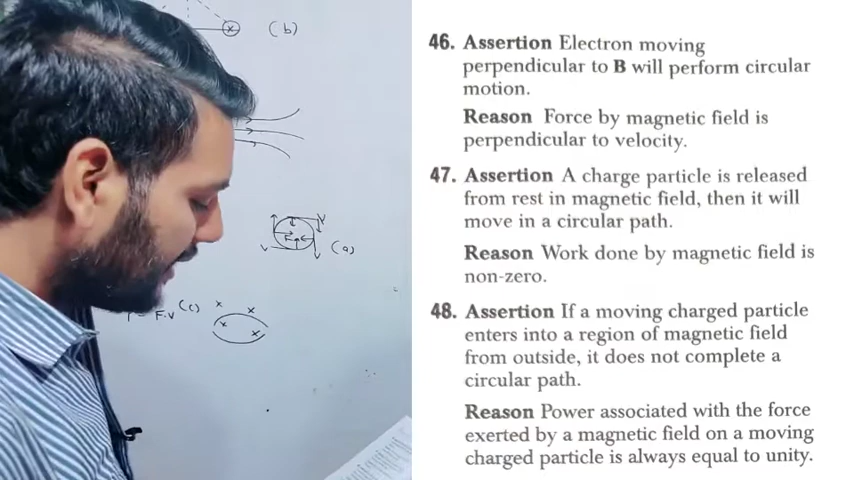 (b)
46. Assertion Electron moving
perpendicular to B will perform circular
motion.
Reason Force by magnetic field is
perpendicular to velocity.
47. Assertion A charge particle is released
from rest in magnetic field, then it will
move in a circular path.
Reason Work done by magnetic field is
non-zero.
48. Assertion If a moving charged particle
enters into a region of magnetic field
from outside, it does not complete a
circular path.
Reason Power associated with the force
exerted by a magnetic field on a moving
charged particle is always equal to unity.
V
V
(a)
F.V (c)
x x
x x